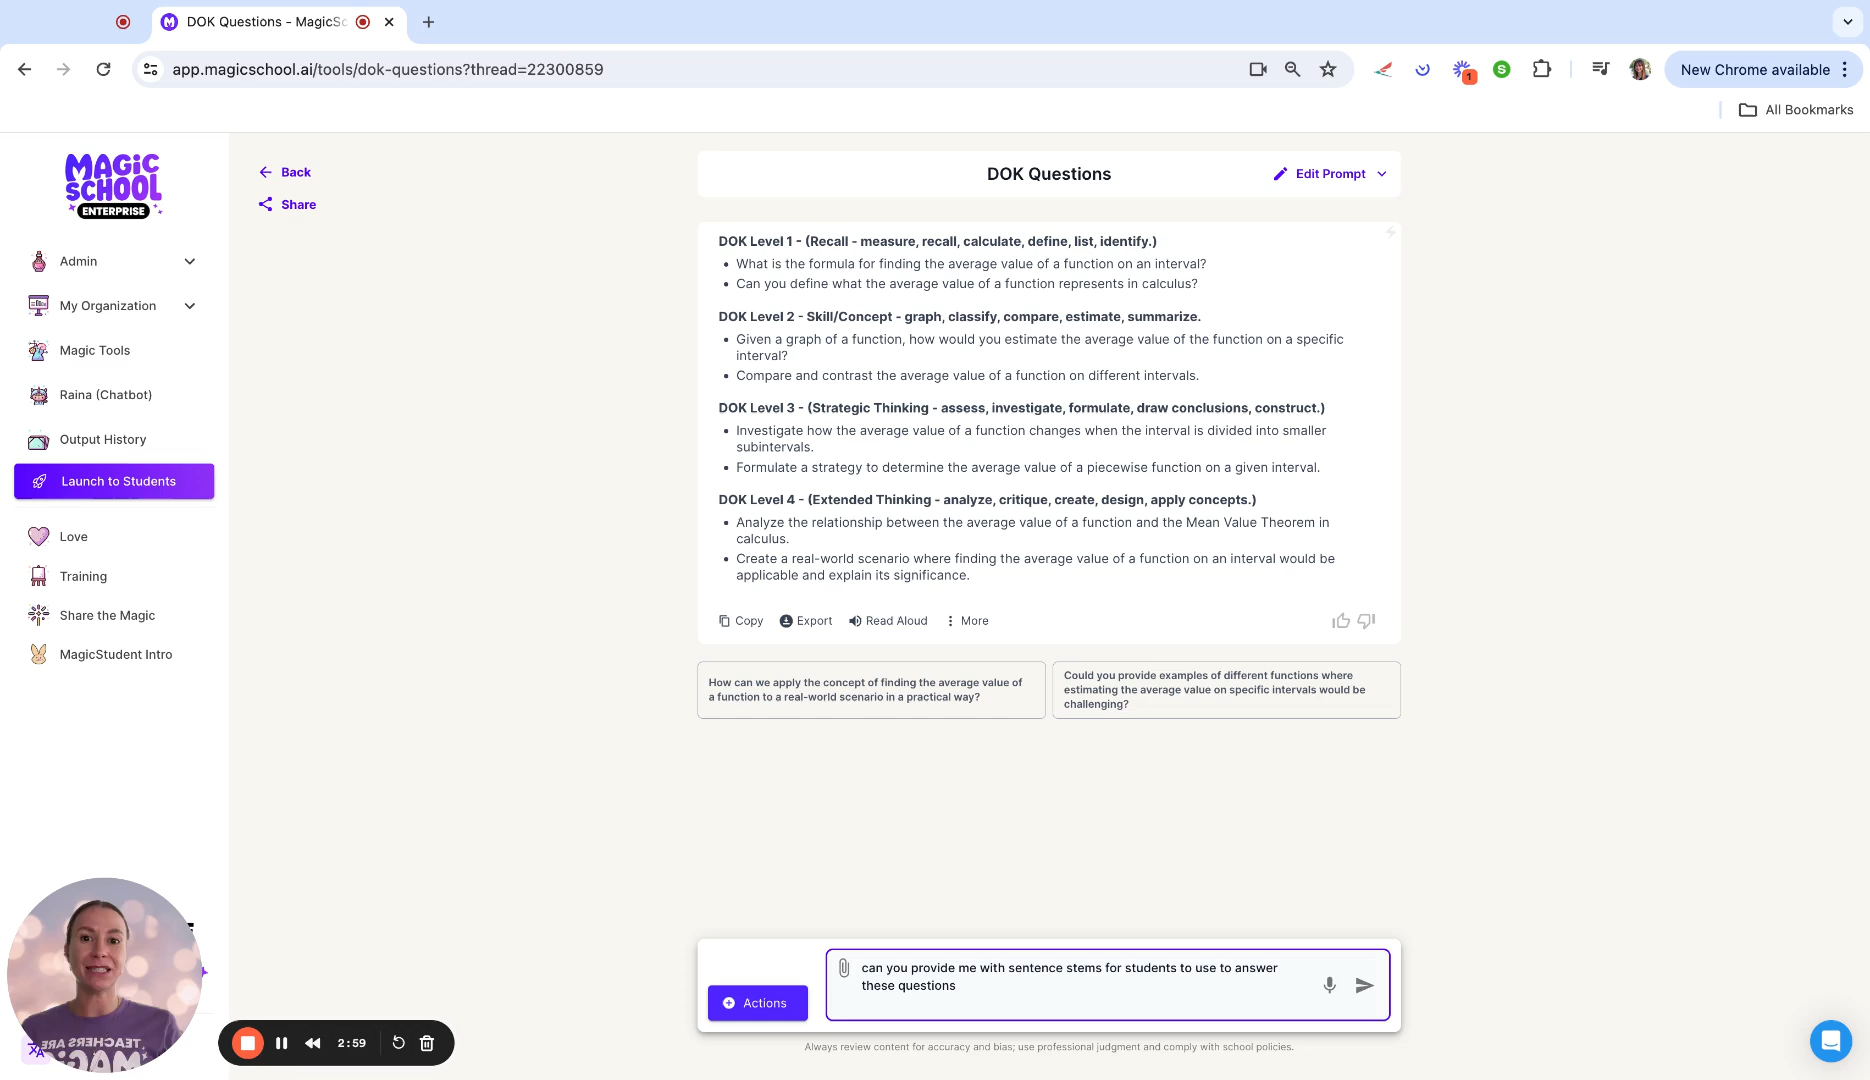 DOK Questions - MagicSc
app.magicschool.ai/tools/dok-questions?thread=22300859
1
S
New Chrome available
All Bookmarks
MAGIC
SCHOOL
ENTERPRISE
Back
Share
DOK Questions
Edit Prompt
Admin
My Organization
Magic Tools
Raina (Chatbot)
Output History
Launch to Students
Love
Training
Share the Magic
MagicStudent Intro
DOK Level 1 - (Recall - measure, recall, calculate, define, list, identify.)
• What is the formula for finding the average value of a function on an interval?
• Can you define what the average value of a function represents in calculus?
DOK Level 2 - Skill/Concept - graph, classify, compare, estimate, summarize.
• Given a graph of a function, how would you estimate the average value of the function on a specific
interval?
• Compare and contrast the average value of a function on different intervals.
DOK Level 3 - (Strategic Thinking - assess, investigate, formulate, draw conclusions, construct.)
• Investigate how the average value of a function changes when the interval is divided into smaller
subintervals.
• Formulate a strategy to determine the average value of a piecewise function on a given interval.
DOK Level 4 - (Extended Thinking - analyze, critique, create, design, apply concepts.)
• Analyze the relationship between the average value of a function and the Mean Value Theorem in
calculus.
• Create a real-world scenario where finding the average value of a function on an interval would be
applicable and explain its significance.
Copy
Export
Read Aloud
More
How can we apply the concept of finding the average value of
a function to a real-world scenario in a practical way?
Could you provide examples of different functions where
estimating the average value on specific intervals would be
challenging?
can you provide me with sentence stems for students to use to answer
these questions
Actions
Always review content for accuracy and bias; use professional judgment and comply with school policies.
TEACHERS ARE
MAGIC
2:59